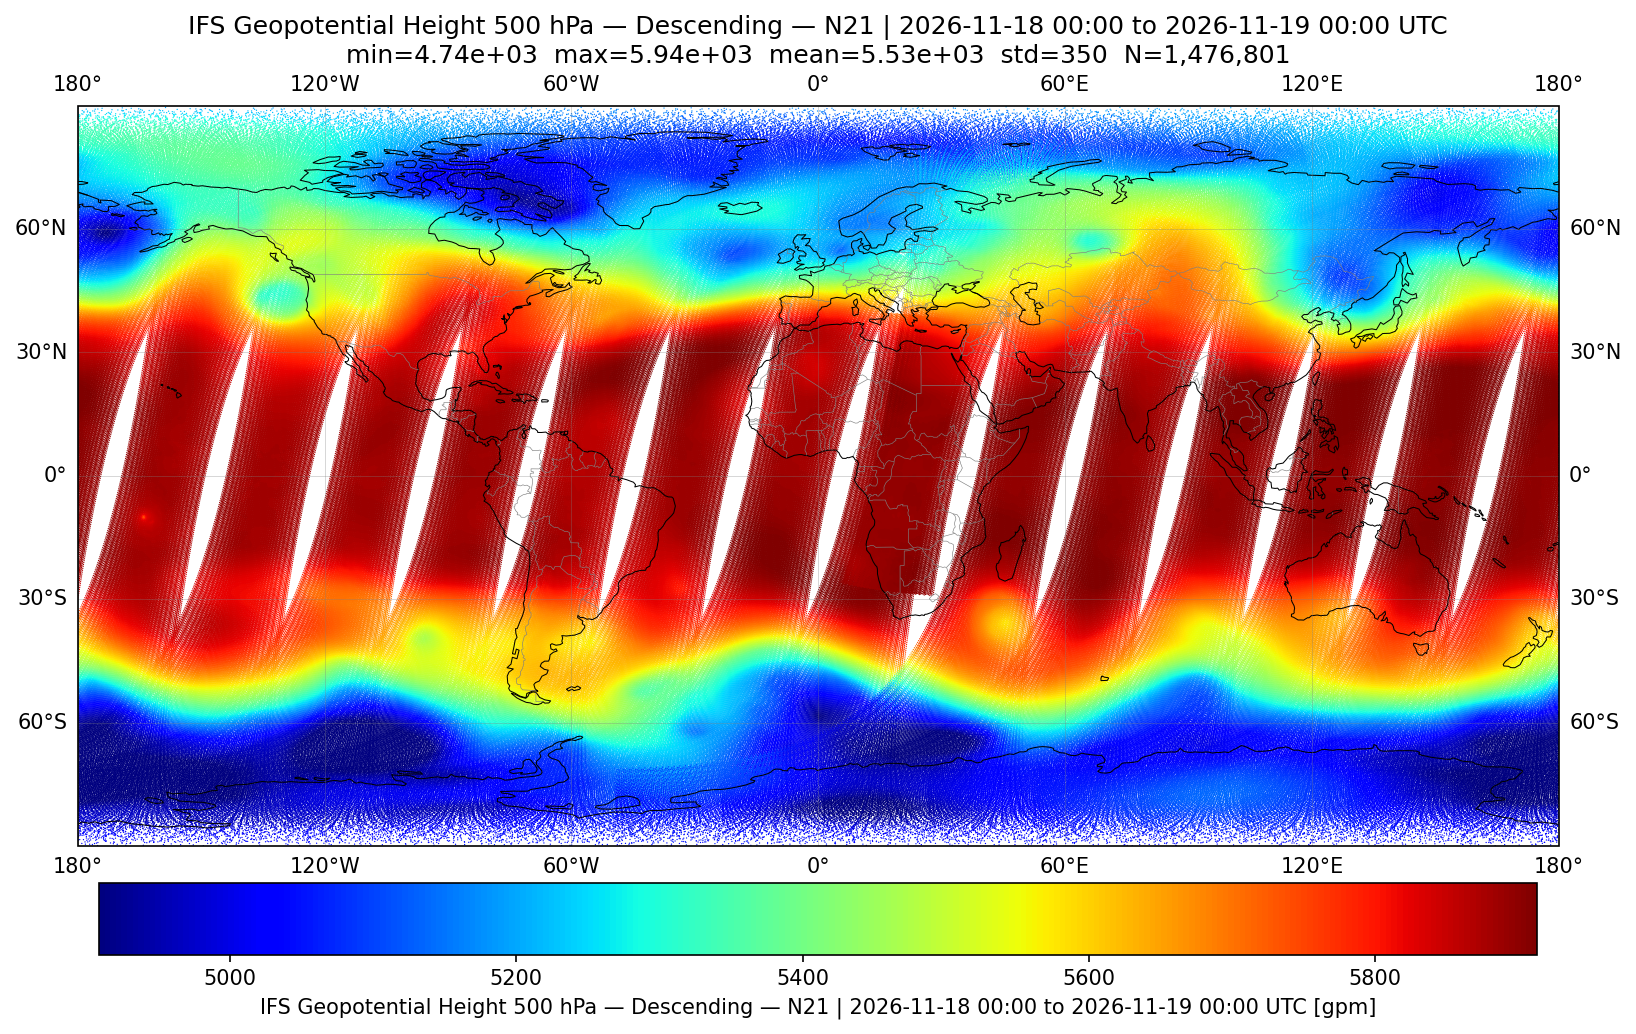 IFS Geopotential Height 500 hPa — Descending — N21 | 2026-11-18 00:00 to 2026-11-19 00:00 UTC
min=4.74e+03 max=5.94e+03 mean=5.53e+03 std=350 N=1,476,801
180° 120°W 60°W 0° 60°E 120°E 180°
60°N 60°N
30°N 30°N
0° 0°
30°S 30°S
60°S 60°S
180° 120°W 60°W 0° 60°E 120°E 180°
5000 5200 5400 5600 5800
IFS Geopotential Height 500 hPa — Descending — N21 | 2026-11-18 00:00 to 2026-11-19 00:00 UTC [gpm]